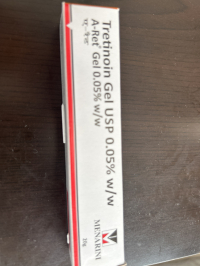 Tretinoin Gel USP 0.05% w/w
A-Ret® Gel 0.05% w/w
MENARINI